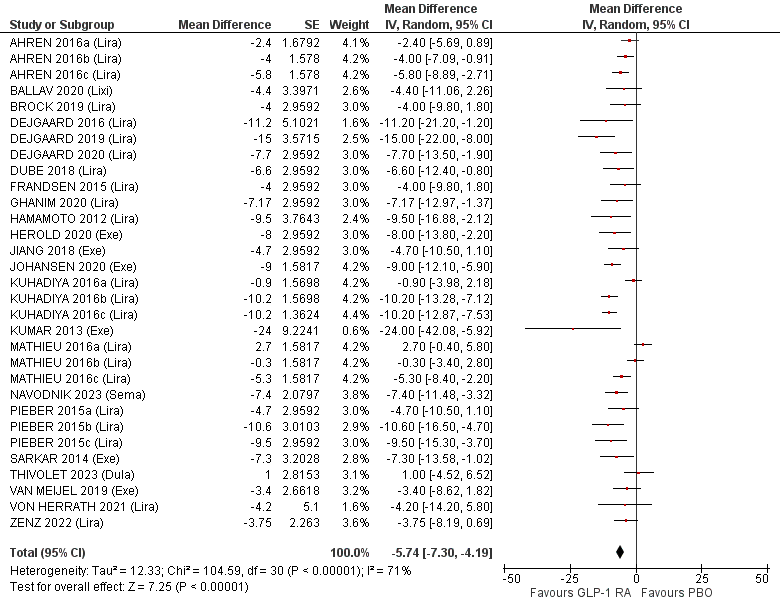 Mean Difference Mean Difference
Study or Subgroup Mean Difference SE Weight IV, Random, 95% CI IV, Random, 95% CI
AHREN 2016a (Lira) -2.4 1.6792 4.1% -2.40 [-5.69, 0.89]
AHREN 2016b (Lira) -4 1.578 4.2% -4.00 [-7.09, -0.91]
AHREN 2016c (Lira) -5.8 1.578 4.2% -5.80 [-8.89, -2.71]
BALLAV 2020 (Lixi) -4.4 3.3971 2.6% -4.40 [-11.06, 2.26]
BROCK 2019 (Lira) -4 2.9592 3.0% -4.00 [-9.80, 1.80]
DEJGAARD 2016 (Lira) -11.2 5.1021 1.6% -11.20 [-21.20, -1.20]
DEJGAARD 2019 (Lira) -15 3.5715 2.5% -15.00 [-22.00, -8.00]
DEJGAARD 2020 (Lira) -7.7 2.9592 3.0% -7.70 [-13.50, -1.90]
DUBE 2018 (Lira) -6.6 2.9592 3.0% -6.60 [-12.40, -0.80]
FRANDSEN 2015 (Lira) -4 2.9592 3.0% -4.00 [-9.80, 1.80]
GHANIM 2020 (Lira) -7.17 2.9592 3.0% -7.17 [-12.97, -1.37]
HAMAMOTO 2012 (Lira) -9.5 3.7643 2.4% -9.50 [-16.88, -2.12]
HEROLD 2020 (Exe) -8 2.9592 3.0% -8.00 [-13.80, -2.20]
JIANG 2018 (Exe) -4.7 2.9592 3.0% -4.70 [-10.50, 1.10]
JOHANSEN 2020 (Exe) -9 1.5817 4.2% -9.00 [-12.10, -5.90]
KUHADIYA 2016a (Lira) -0.9 1.5698 4.2% -0.90 [-3.98, 2.18]
KUHADIYA 2016b (Lira) -10.2 1.5698 4.2% -10.20 [-13.28, -7.12]
KUHADIYA 2016c (Lira) -10.2 1.3624 4.4% -10.20 [-12.87, -7.53]
KUMAR 2013 (Exe) -24 9.2241 0.6% -24.00 [-42.08, -5.92]
MATHIEU 2016a (Lira) 2.7 1.5817 4.2% 2.70 [-0.40, 5.80]
MATHIEU 2016b (Lira) -0.3 1.5817 4.2% -0.30 [-3.40, 2.80]
MATHIEU 2016c (Lira) -5.3 1.5817 4.2% -5.30 [-8.40, -2.20]
NAVODNIK 2023 (Sema) -7.4 2.0797 3.8% -7.40 [-11.48, -3.32]
PIEBER 2015a (Lira) -4.7 2.9592 3.0% -4.70 [-10.50, 1.10]
PIEBER 2015b (Lira) -10.6 3.0103 2.9% -10.60 [-16.50, -4.70]
PIEBER 2015c (Lira) -9.5 2.9592 3.0% -9.50 [-15.30, -3.70]
SARKAR 2014 (Exe) -7.3 3.2028 2.8% -7.30 [-13.58, -1.02]
THIVOLET 2023 (Dula) 1 2.8153 3.1% 1.00 [-4.52, 6.52]
VAN MEIJEL 2019 (Exe) -3.4 2.6618 3.2% -3.40 [-8.62, 1.82]
VON HERRATH 2021 (Lira) -4.2 5.1 1.6% -4.20 [-14.20, 5.80]
ZENZ 2022 (Lira) -3.75 2.263 3.6% -3.75 [-8.19, 0.69]
Total (95% CI) 100.0% -5.74 [-7.30, -4.19]
Heterogeneity: Tau² = 12.33; Chi² = 104.59, df = 30 (P < 0.00001); I² = 71%
Test for overall effect: Z = 7.25 (P < 0.00001)
-50 -25 0 25 50
Favours GLP-1 RA Favours PBO